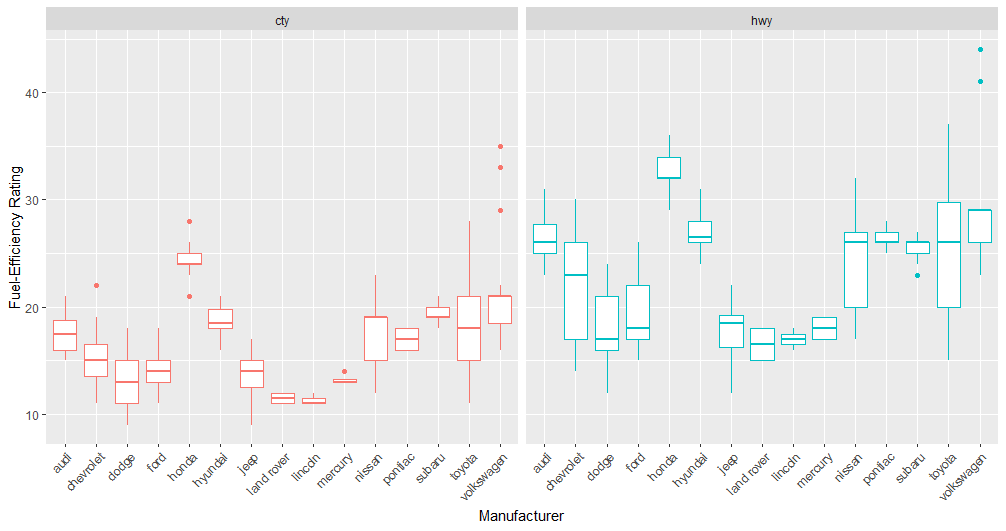 cty
hwy
Fuel-Efficiency Rating
40
30
20
10
audi
chevrolet
dodge
ford
honda
hyundai
jeep
land rover
lincoln
mercury
nissan
pontiac
subaru
toyota
volkswagen
audi
chevrolet
dodge
ford
honda
hyundai
jeep
land rover
lincoln
mercury
nissan
pontiac
subaru
toyota
volkswagen
Manufacturer